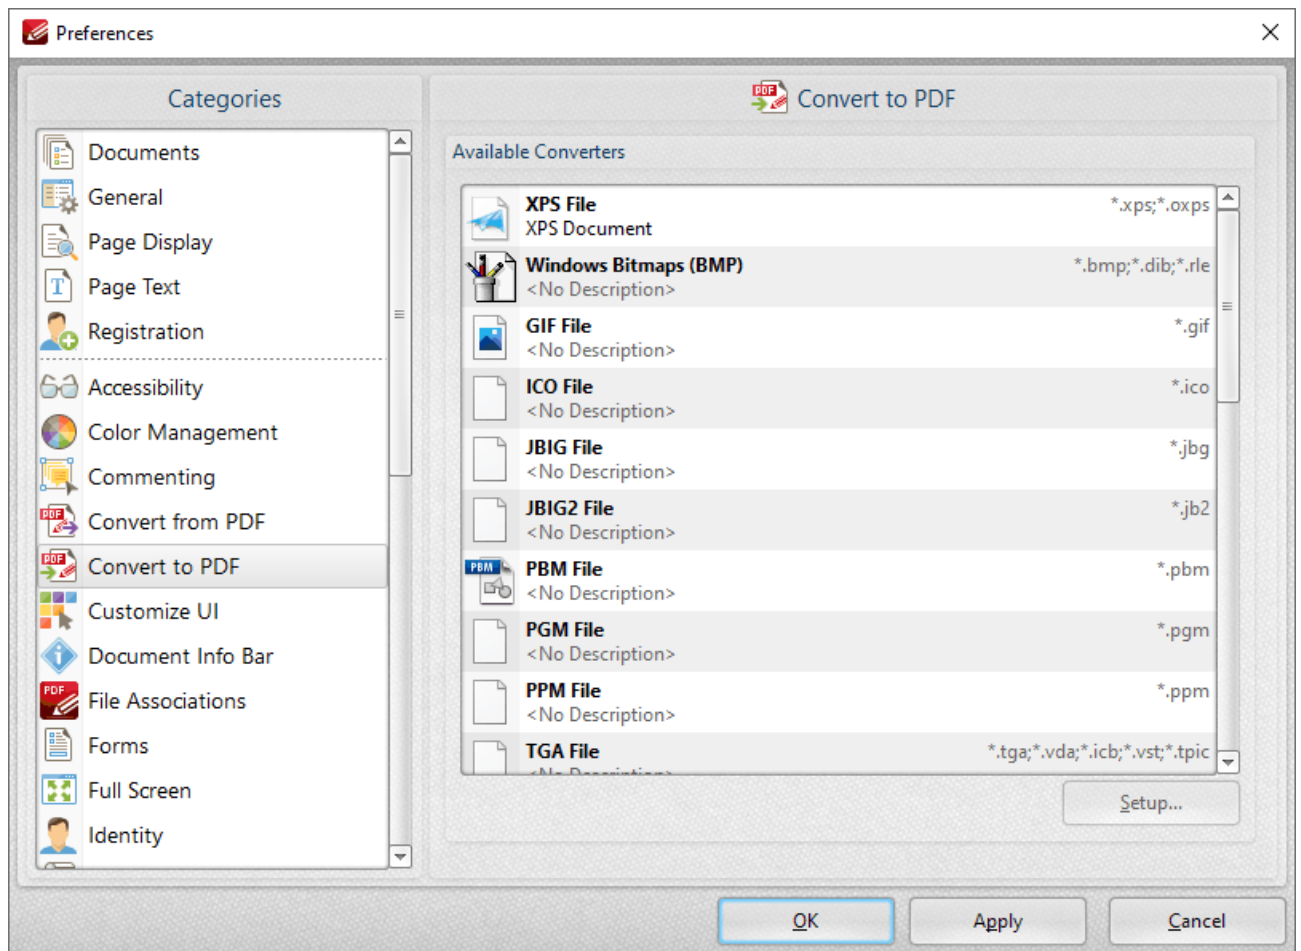 Preferences
Categories
Documents
General
Page Display
Page Text
Registration
Accessibility
Color Management
Commenting
Convert from PDF
Convert to PDF
Customize UI
Document Info Bar
File Associations
Forms
Full Screen
Identity
Convert to PDF
Available Converters
XPS File *.xps;*.oxps
XPS Document
Windows Bitmaps (BMP) *.bmp;*.dib;*.rle
<No Description>
GIF File *.gif
<No Description>
ICO File *.ico
<No Description>
JBIG File *.jbg
<No Description>
JBIG2 File *.jb2
<No Description>
PBM
PBM File *.pbm
<No Description>
PGM File *.pgm
<No Description>
PPM File *.ppm
<No Description>
TGA File *.tga;*.vda;*.icb;*.vst;*.tpic
Setup...
OK Apply Cancel